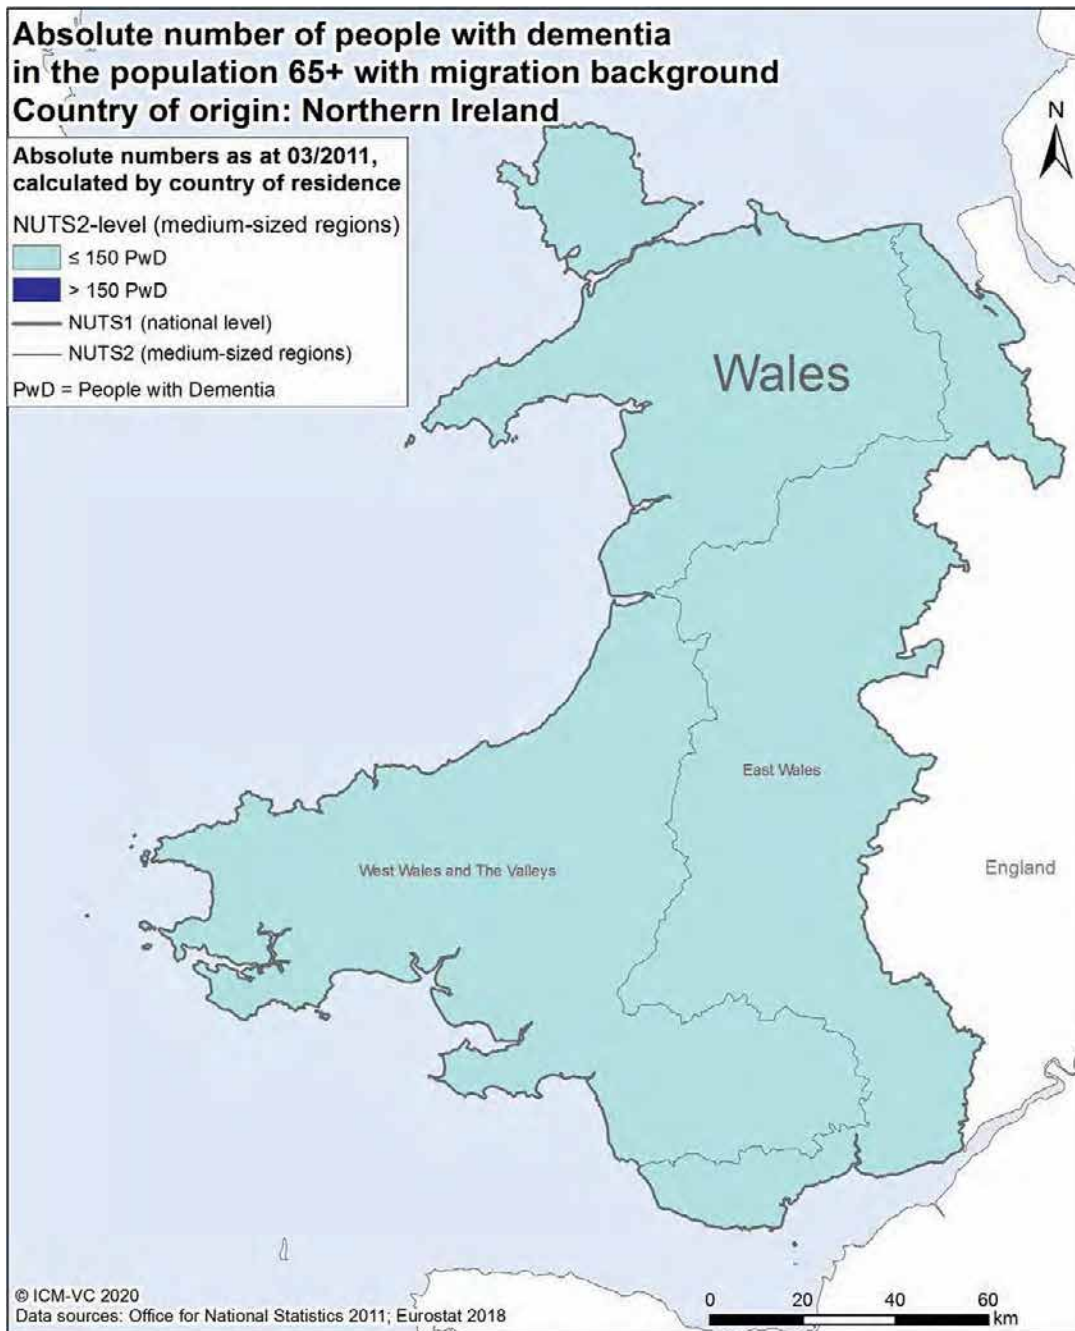 Absolute number of people with dementia
in the population 65+ with migration background
Country of origin: Northern Ireland
Absolute numbers as at 03/2011,
calculated by country of residence
NUTS2-level (medium-sized regions)
≤ 150 PwD
> 150 PwD
NUTS1 (national level)
NUTS2 (medium-sized regions)
PwD = People with Dementia
N
Wales
East Wales
West Wales and The Valleys
England
© ICM-VC 2020
Data sources: Office for National Statistics 2011; Eurostat 2018
0 20 40 60
km